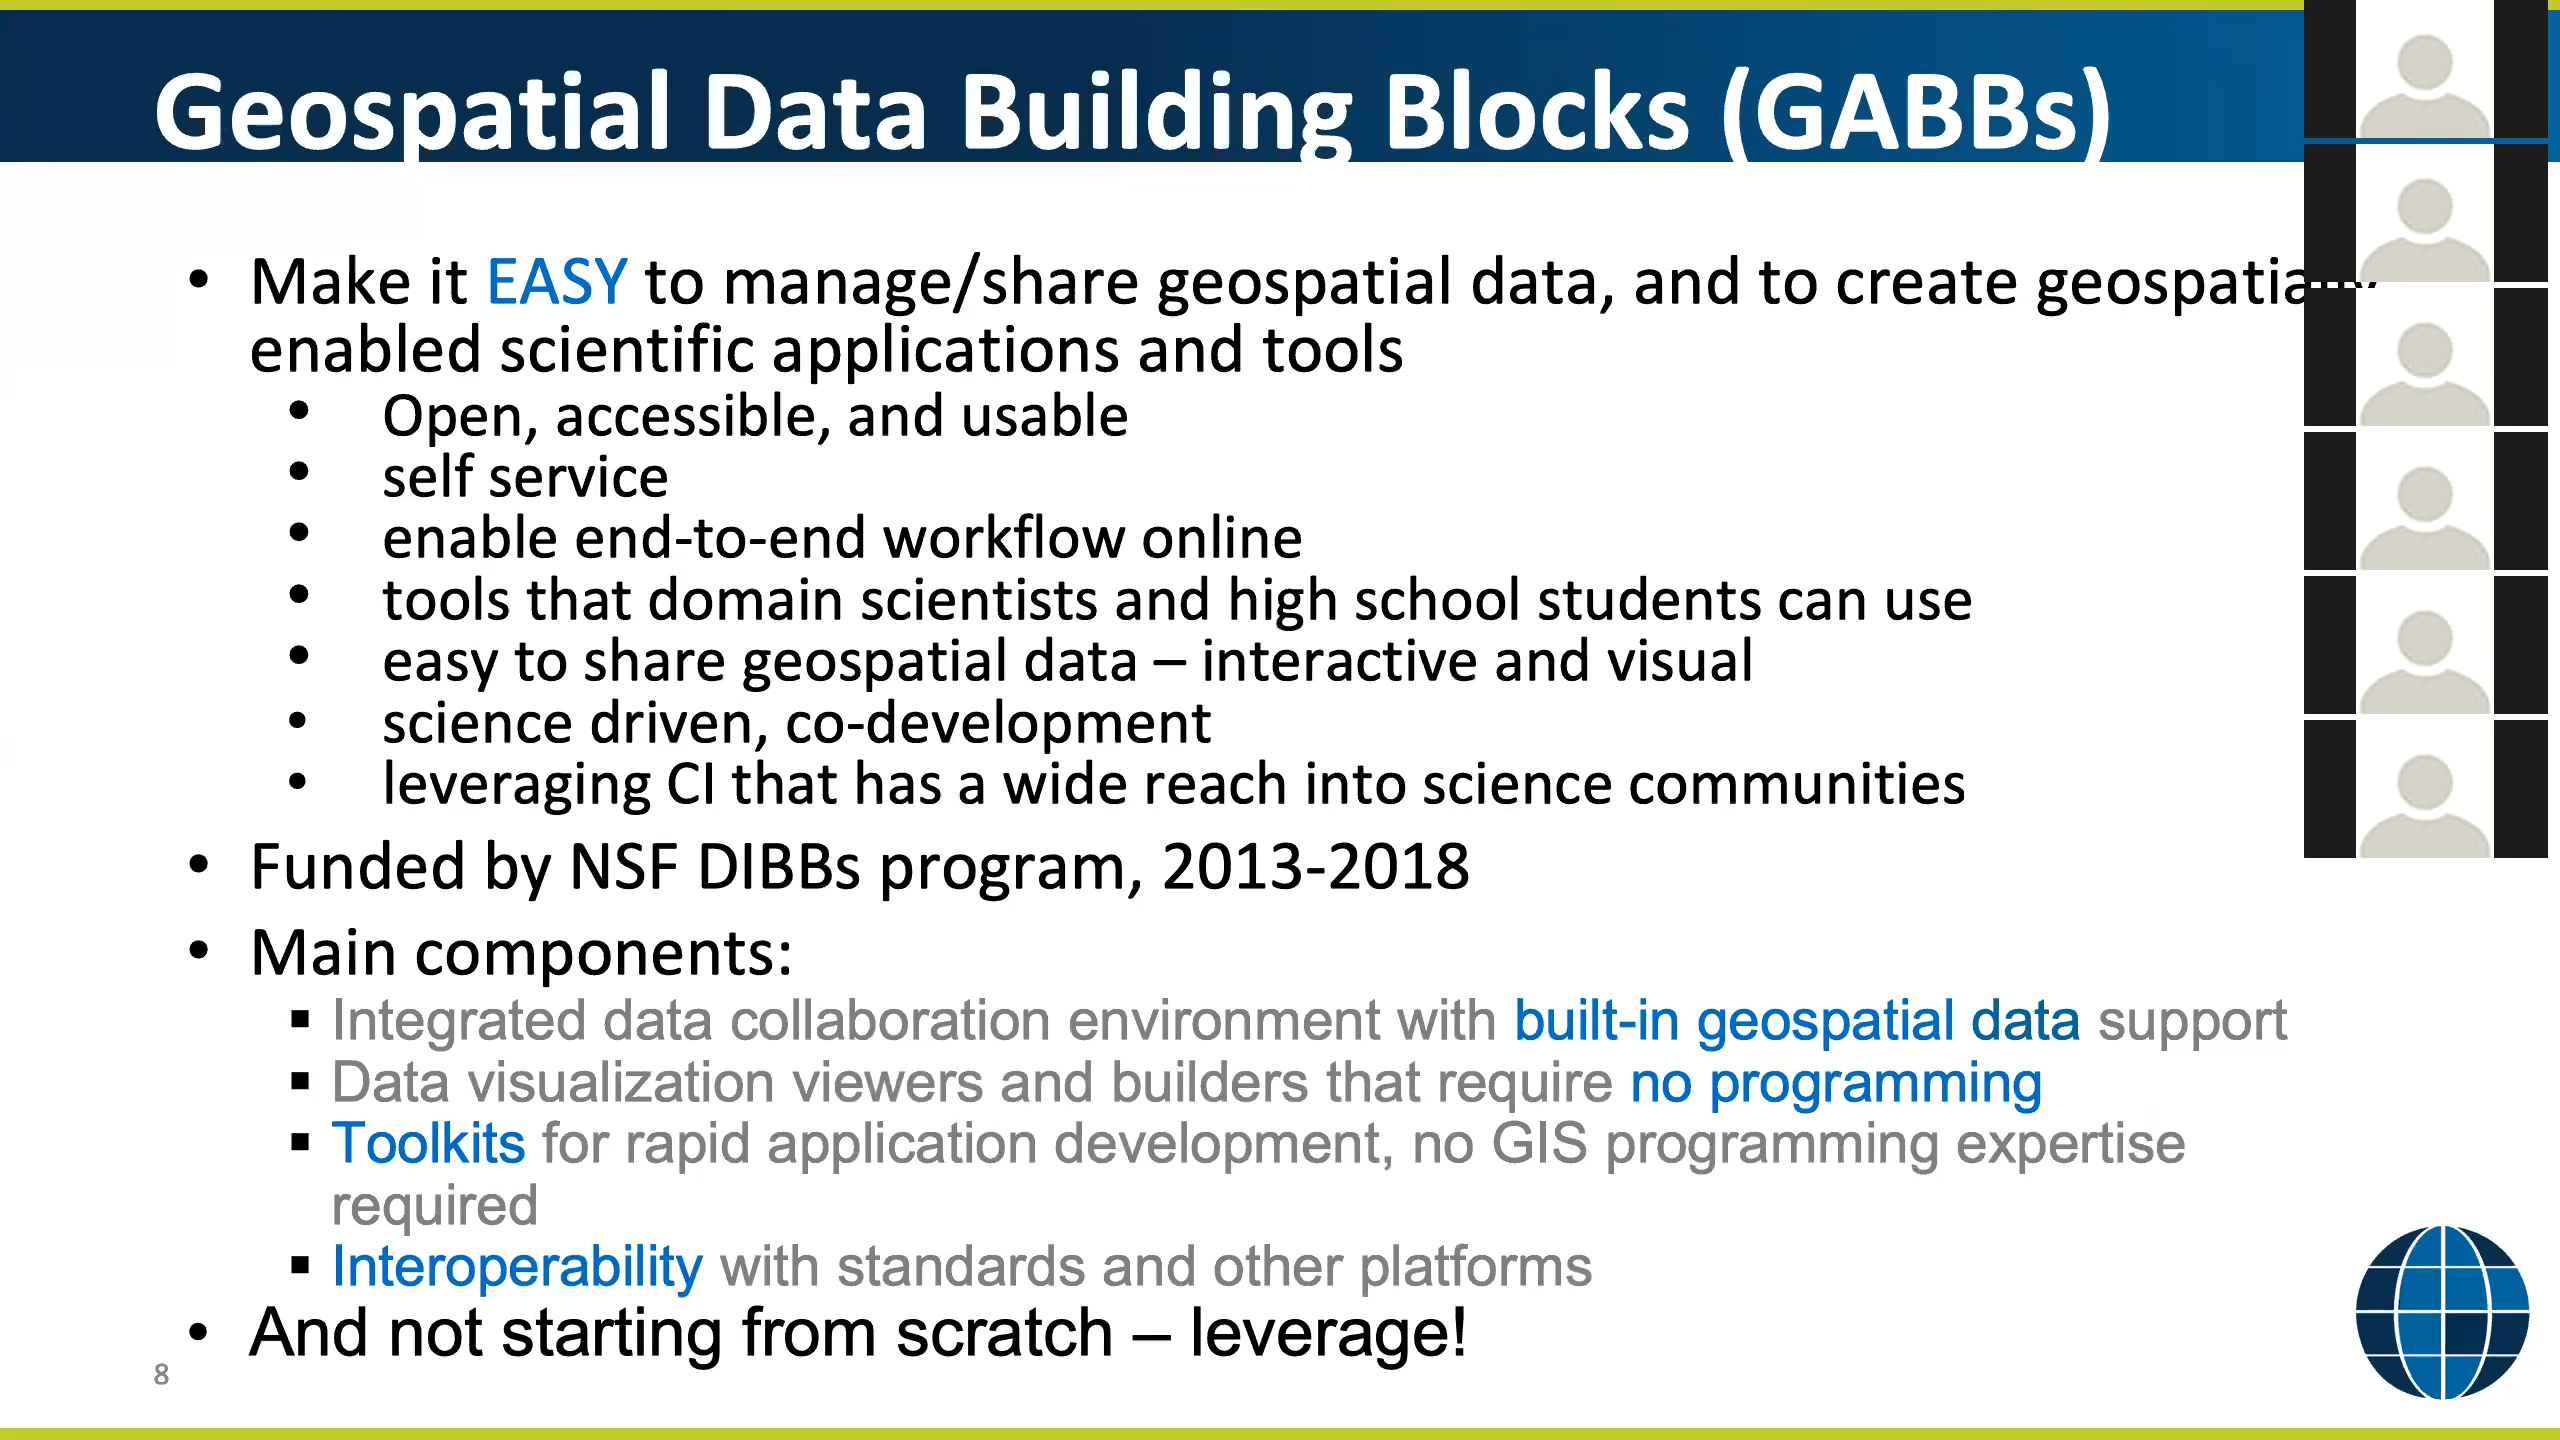 Geospatial Data Building Blocks (GABBs)
• Make it EASY to manage/share geospatial data, and to create
enabled scientific applications and tools
• Open, accessible, and usable
• self service
• enable end-to-end workflow online
• tools that domain scientists and high school students can use
• easy to share geospatial data – interactive and visual
• science driven, co-development
• leveraging CI that has a wide reach into science communities
• Funded by NSF DIBBs program, 2013-2018
• Main components:
▪ Integrated data collaboration environment with built-in geospatial data support
▪ Data visualization viewers and builders that require no programming
▪ Toolkits for rapid application development, no GIS programming expertise
required
▪ Interoperability with standards and other platforms
• And not starting from scratch – leverage!
8